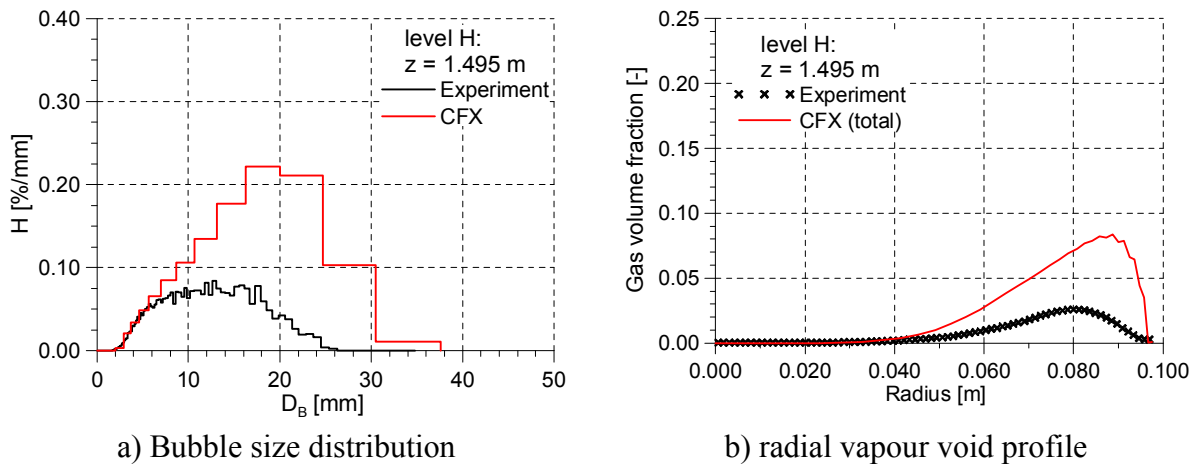 0.40
0.30
0.20
0.10
0.00
H [%/mm]
level H:
z = 1.495 m
Experiment
CFX
0 10 20 30 40 50
D_B [mm]
a) Bubble size distribution
0.25
0.20
0.15
0.10
0.05
0.00
Gas volume fraction [-]
level H:
z = 1.495 m
Experiment
CFX (total)
0.000 0.020 0.040 0.060 0.080 0.100
Radius [m]
b) radial vapour void profile